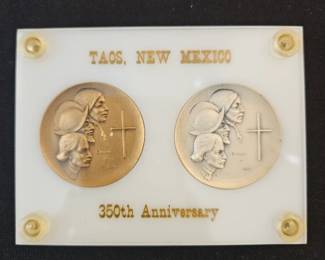 TAOS, NEW MEXICO
350th Anniversary